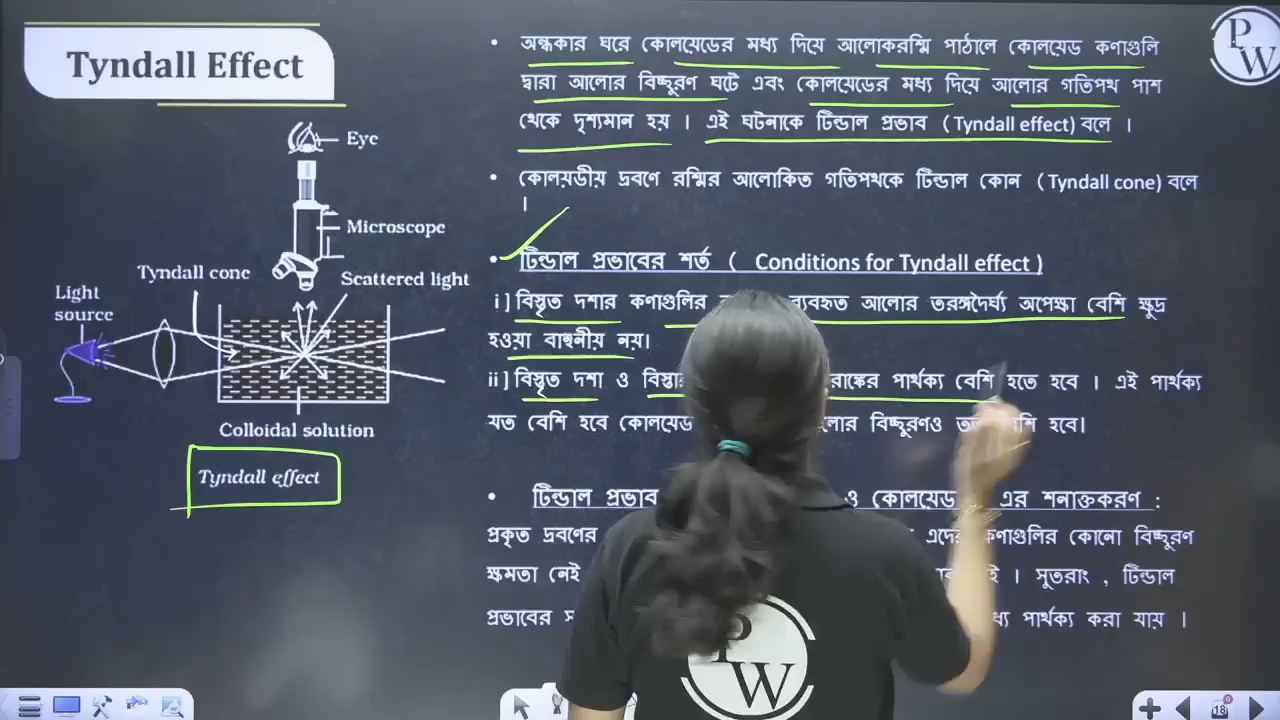 Tyndall Effect
P
W
• অন্ধকার ঘরে কোলয়েডের মধ্য দিয়ে আলোকরশ্মি পাঠালে কোলয়েড কণাগুলি
দ্বারা আলোর বিচ্ছুরণ ঘটে এবং কোলয়েডের মধ্য দিয়ে আলোর গতিপথ পাশ
থেকে দৃশ্যমান হয় । এই ঘটনাকে টিন্ডাল প্রভাব ( Tyndall effect) বলে ।
• কোলয়ডীয় দ্রবণে রশ্মির আলোকিত গতিপথকে টিন্ডাল কোন ( Tyndall cone) বলে
।
• টিন্ডাল প্রভাবের শর্ত ( Conditions for Tyndall effect )
i ] বিস্তৃত দশার কণাগুলির ব্যবহৃত আলোর তরঙ্গদৈর্ঘ্য অপেক্ষা বেশি ক্ষুদ্র
হওয়া বাঞ্ছনীয় নয়।
ii ] বিস্তৃত দশা ও পার্থক্য বেশি হতে হবে । এই পার্থক্য
যত বেশি হবে বিচ্ছুরণও হবে।
• টিন্ডাল প্রভাব ও কোলয়েড এর শনাক্তকরণ :
প্রকৃত দ্রবণের কণাগুলির কোনো বিচ্ছুরণ
ক্ষমতা নেই । সুতরাং , টিন্ডাল
প্রভাবের পার্থক্য করা যায় ।
Eye
Microscope
Tyndall cone
Scattered light
Light
source
Colloidal solution
Tyndall effect
P
W
18